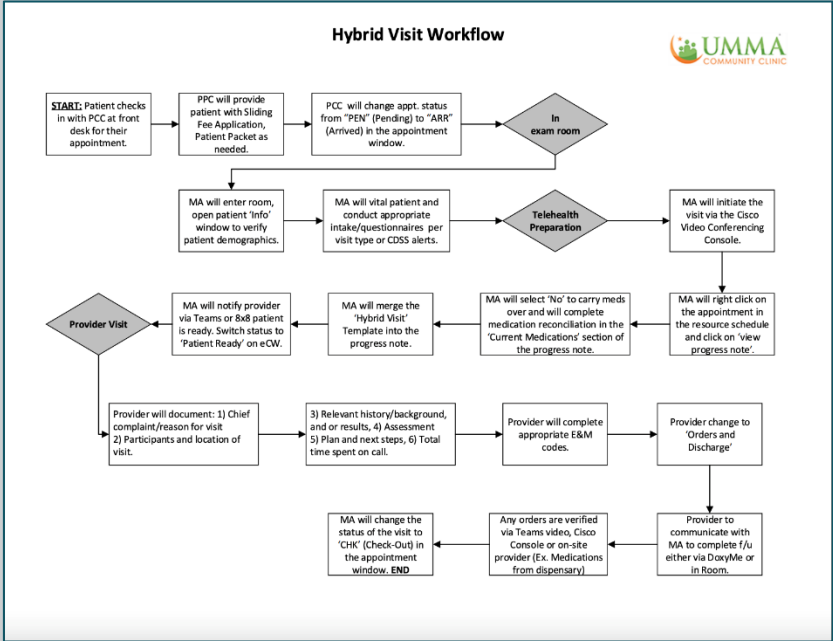 Hybrid Visit Workflow
UMMA
COMMUNITY CLINIC
START: Patient checks
in with PCC at front
desk for their
appointment.
PPC will provide
patient with Sliding
Fee Application,
Patient Packet as
needed.
PCC will change appt. status
from "PEN" (Pending) to "ARR"
(Arrived) in the appointment
window.
In
exam room
MA will enter room,
open patient 'Info'
window to verify
patient demographics.
MA will vital patient and
conduct appropriate
intake/questionnaires per
visit type or CDSS alerts.
Telehealth
Preparation
MA will initiate the
visit via the Cisco
Video Conferencing
Console.
MA will right click on
the appointment in
the resource schedule
and click on 'view
progress note'.
MA will select 'No' to carry meds
over and will complete
medication reconciliation in the
'Current Medications' section of
the progress note.
MA will merge the
'Hybrid Visit'
Template into the
progress note.
MA will notify provider
via Teams or 8x8 patient
is ready. Switch status to
'Patient Ready' on eCW.
Provider Visit
Provider will document: 1) Chief
complaint/reason for visit
2) Participants and location of
visit.
3) Relevant history/background,
and or results, 4) Assessment
5) Plan and next steps, 6) Total
time spent on call.
Provider will complete
appropriate E&M
codes.
Provider change to
'Orders and
Discharge'
Provider to
communicate with
MA to complete f/u
either via DoxyMe or
in Room.
Any orders are verified
via Teams video, Cisco
Console or on-site
provider (Ex. Medications
from dispensary)
MA will change the
status of the visit to
'CHK' (Check-Out) in
the appointment
window. END